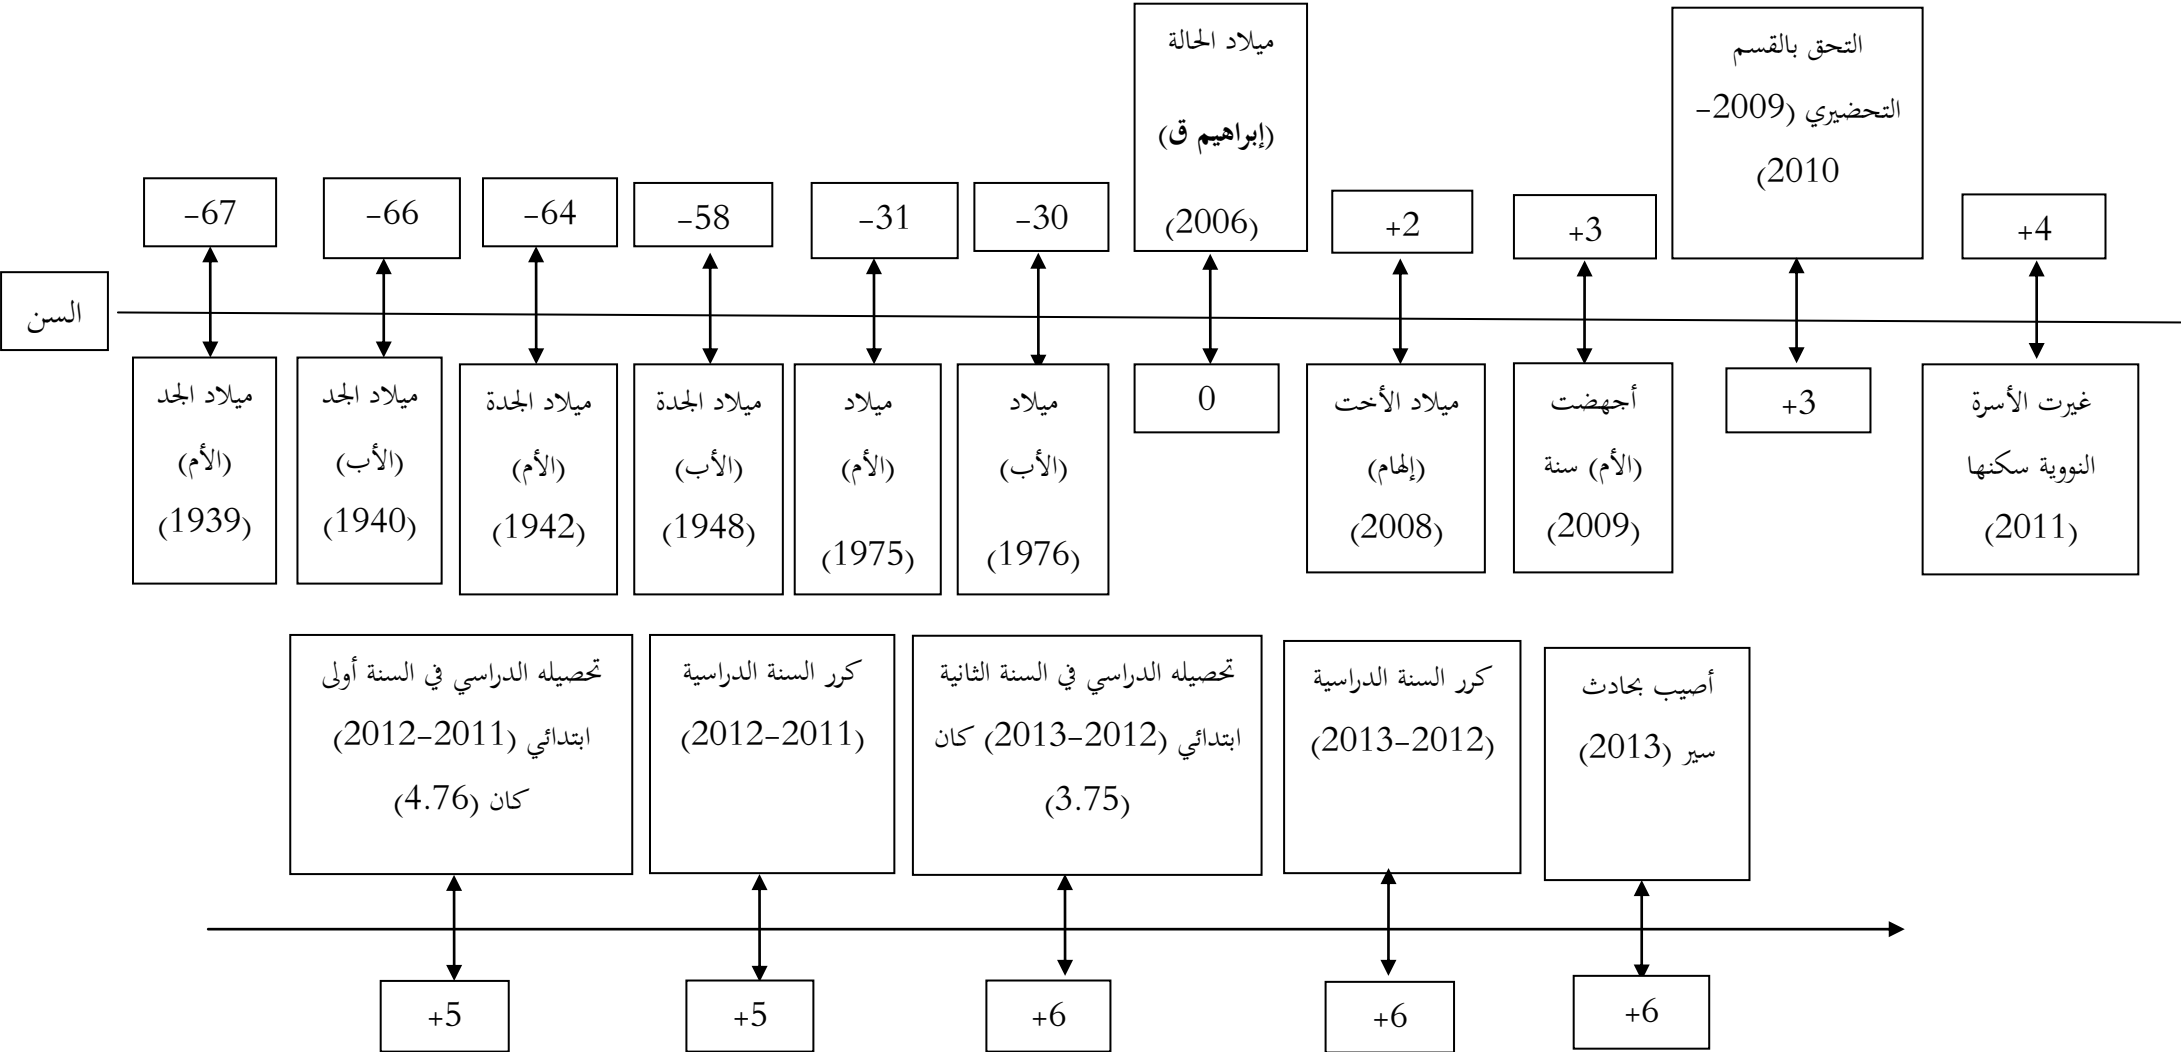 السن
-67
ميلاد الجد
(الأم)
(1939)
-66
ميلاد الجد
(الأب)
(1940)
-64
ميلاد الجدة
(الأم)
(1942)
-58
ميلاد الجدة
(الأب)
(1948)
-31
ميلاد
(الأم)
(1975)
-30
ميلاد
(الأب)
(1976)
ميلاد الحالة
(إبراهيم ق)
(2006)
0
+2
ميلاد الأخت
(إلهام)
(2008)
+3
أجهضت
(الأم) سنة
(2009)
التحق بالقسم
التحضيري (2009-
2010)
+3
+4
غيرت الأسرة
النووية سكنها
(2011)
تحصيله الدراسي في السنة أولى
ابتدائي (2011-2012)
كان (4.76)
+5
كرر السنة الدراسية
(2011-2012)
+5
تحصيله الدراسي في السنة الثانية
ابتدائي (2012-2013) كان
(3.75)
+6
كرر السنة الدراسية
(2012-2013)
+6
أصيب بحادث
سير (2013)
+6